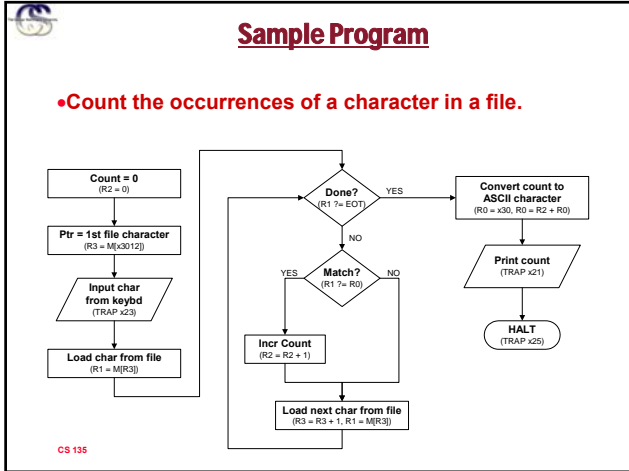 Sample Program
•Count the occurrences of a character in a file.
Count = 0
(R2 = 0)
Ptr = 1st file character
(R3 = M[x3012])
Input char
from keybd
(TRAP x23)
Load char from file
(R1 = M[R3])
Done?
(R1 ?= EOT)
YES
NO
Match?
(R1 ?= R0)
YES
NO
Incr Count
(R2 = R2 + 1)
Load next char from file
(R3 = R3 + 1, R1 = M[R3])
Convert count to
ASCII character
(R0 = x30, R0 = R2 + R0)
Print count
(TRAP x21)
HALT
(TRAP x25)
CS 135